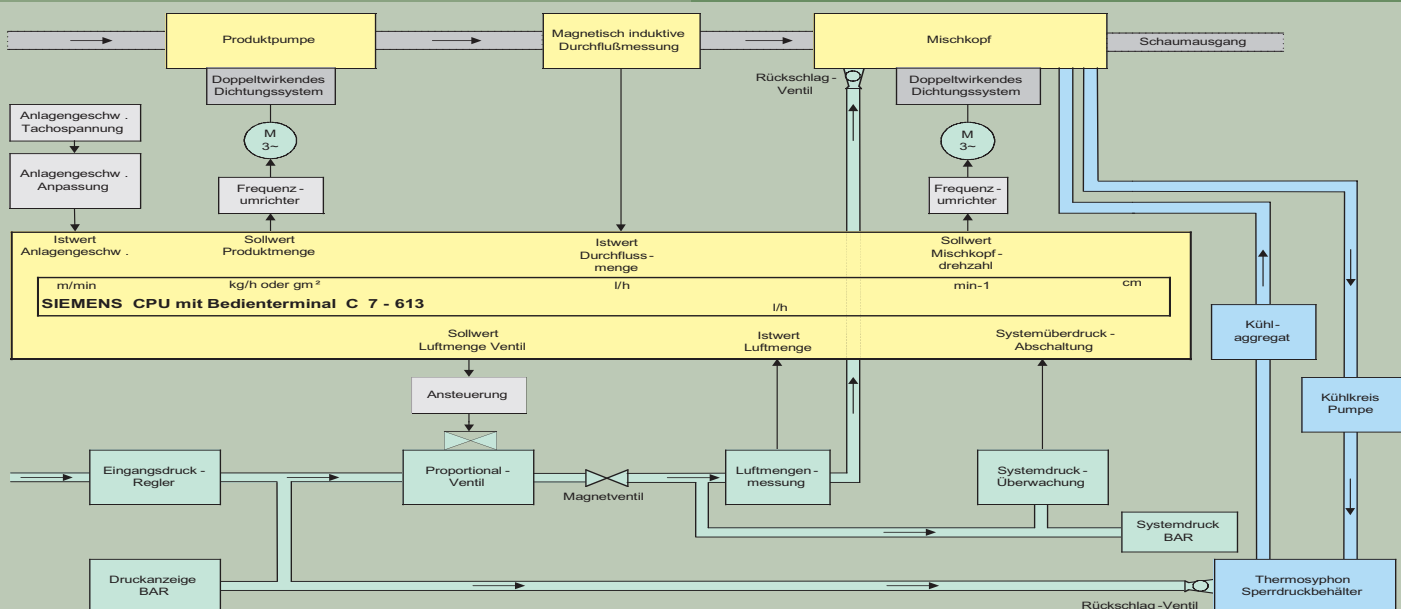 Produktpumpe
Magnetisch induktive
Durchflußmessung
Mischkopf
Schaumausgang
Doppeltwirkendes
Dichtungssystem
Rückschlag-
Ventil
Doppeltwirkendes
Dichtungssystem
Anlagengeschw .
Tachospannung
M
3~
M
3~
Anlagengeschw .
Anpassung
Frequenz-
umrichter
Frequenz-
umrichter
Istwert
Anlagengeschw .
Sollwert
Produktmenge
Istwert
Durchfluss-
menge
Sollwert
Mischkopf-
drehzahl
m/min
kg/h oder gm²
l/h
min-1
cm
SIEMENS CPU mit Bedienterminal C 7 - 613
l/h
Sollwert
Luftmenge Ventil
Istwert
Luftmenge
Systemüberdruck-
Abschaltung
Kühl-
aggregat
Ansteuerung
Kühlkreis
Pumpe
Eingangsdruck-
Regler
Proportional-
Ventil
Magnetventil
Luftmengen-
messung
Systemdruck-
Überwachung
Systemdruck
BAR
Druckanzeige
BAR
Thermosyphon
Sperrdruckbehälter
Rückschlag-Ventil